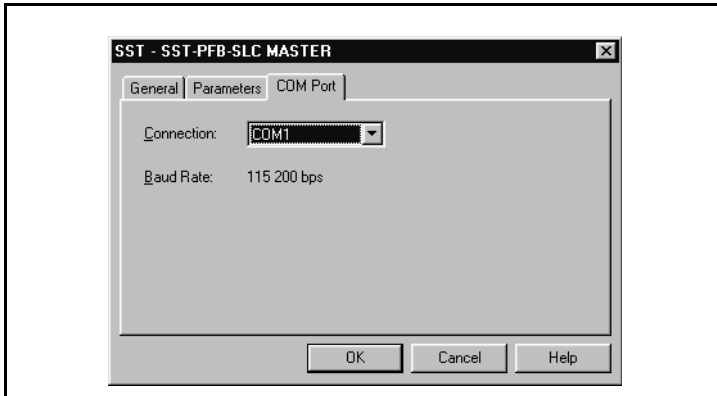 SST - SST-PFB-SLC MASTER
General Parameters COM Port
Connection: COM1
Baud Rate: 115 200 bps
OK Cancel Help